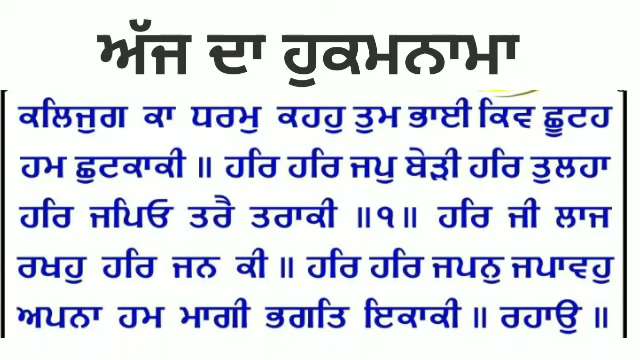 ਅੱਜ ਦਾ ਹੁਕਮਨਾਮਾ
ਕਲਿਜੁਗ ਕਾ ਧਰਮੁ ਕਹਹੁ ਤੁਮ ਭਾਈ ਕਿਵ ਛੂਟਹ
ਹਮ ਛੁਟਕਾਕੀ ॥ ਹਰਿ ਹਰਿ ਜਪੁ ਬੇੜੀ ਹਰਿ ਤੁਲਹਾ
ਹਰਿ ਜਪਿਓ ਤਰੈ ਤਰਾਕੀ ॥੧॥ ਹਰਿ ਜੀ ਲਾਜ
ਰਖਹੁ ਹਰਿ ਜਨ ਕੀ ॥ ਹਰਿ ਹਰਿ ਜਪਨੁ ਜਪਾਵਹੁ
ਅਪਨਾ ਹਮ ਮਾਗੀ ਭਗਤਿ ਇਕਾਕੀ ॥ ਰਹਾਉ ॥